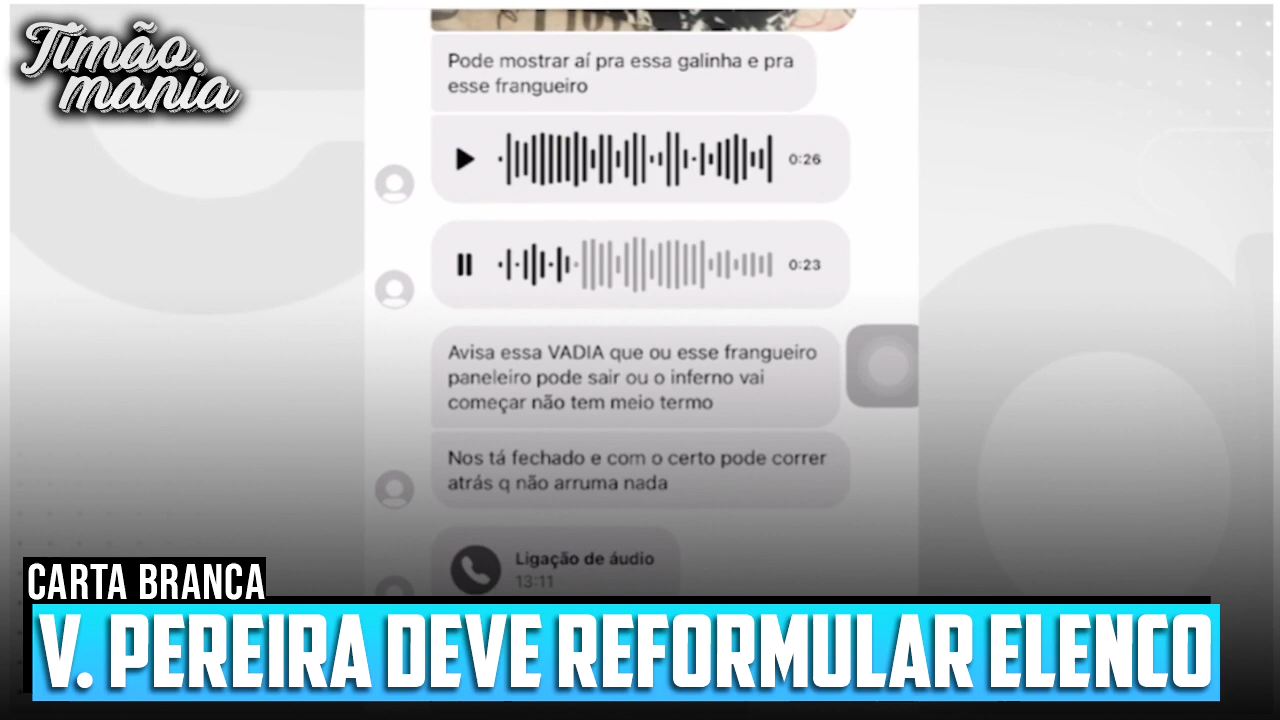 Timão.
mania
Pode mostrar aí pra essa galinha e pra
esse frangueiro
0:26
0:23
Avisa essa VADIA que ou esse frangueiro
paneleiro pode sair ou o inferno vai
começar não tem meio termo
Nos tá fechado e com o certo pode correr
atrás q não arruma nada
Ligação de áudio
13:11
CARTA BRANCA
V. PEREIRA DEVE REFORMULAR ELENCO